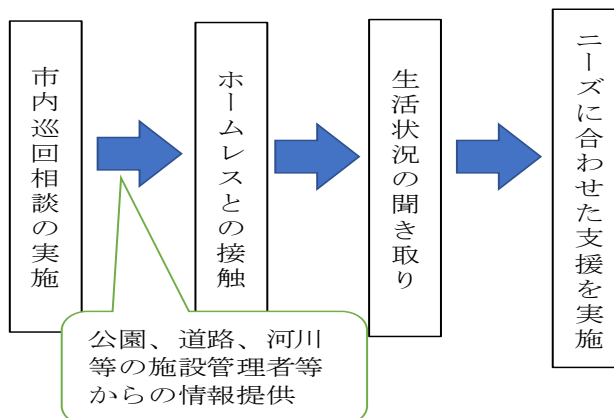 市内巡回相談の実施
ホームレスとの接触
生活状況の聞き取り
ニーズに合わせた支援を実施
公園、道路、河川
等の施設管理者等
からの情報提供